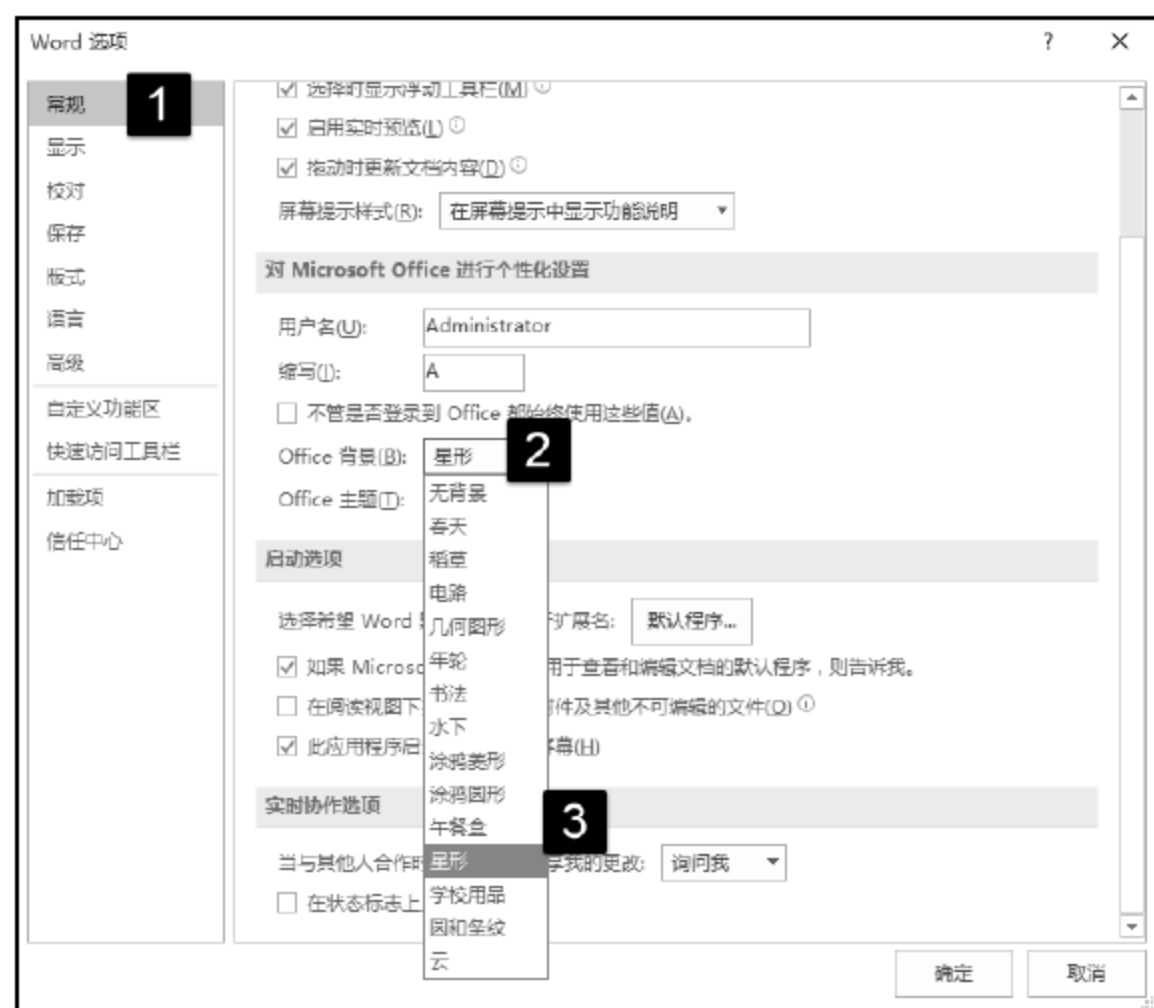 Word 选项
?
×
常规
1
显示
校对
保存
版式
语言
高级
自定义功能区
快速访问工具栏
加载项
信任中心
选择时显示浮动工具栏(M)
启用实时预览(L)
拖动时更新文档内容(D)
屏幕提示样式(R): 在屏幕提示中显示功能说明
对 Microsoft Office 进行个性化设置
用户名(U): Administrator
缩写(I): A
不管是否登录到 Office 都始终使用这些值(A)。
Office 背景(B): 星形
2
Office 主题(T):
无背景
春天
稻草
电路
几何图形
年轮
书法
水下
涂鸦菱形
涂鸦圆形
午餐盒
星形
3
学校用品
圆和条纹
云
启动选项
选择希望 Word 扩展名: 默认程序...
如果 Micros 用于查看和编辑文档的默认程序，则告诉我。
在阅读视图下 件及其他不可编辑的文件(O)
此应用程序启 幕(H)
实时协作选项
当与其他人合作 享我的更改: 询问我
在状态标志上
确定
取消